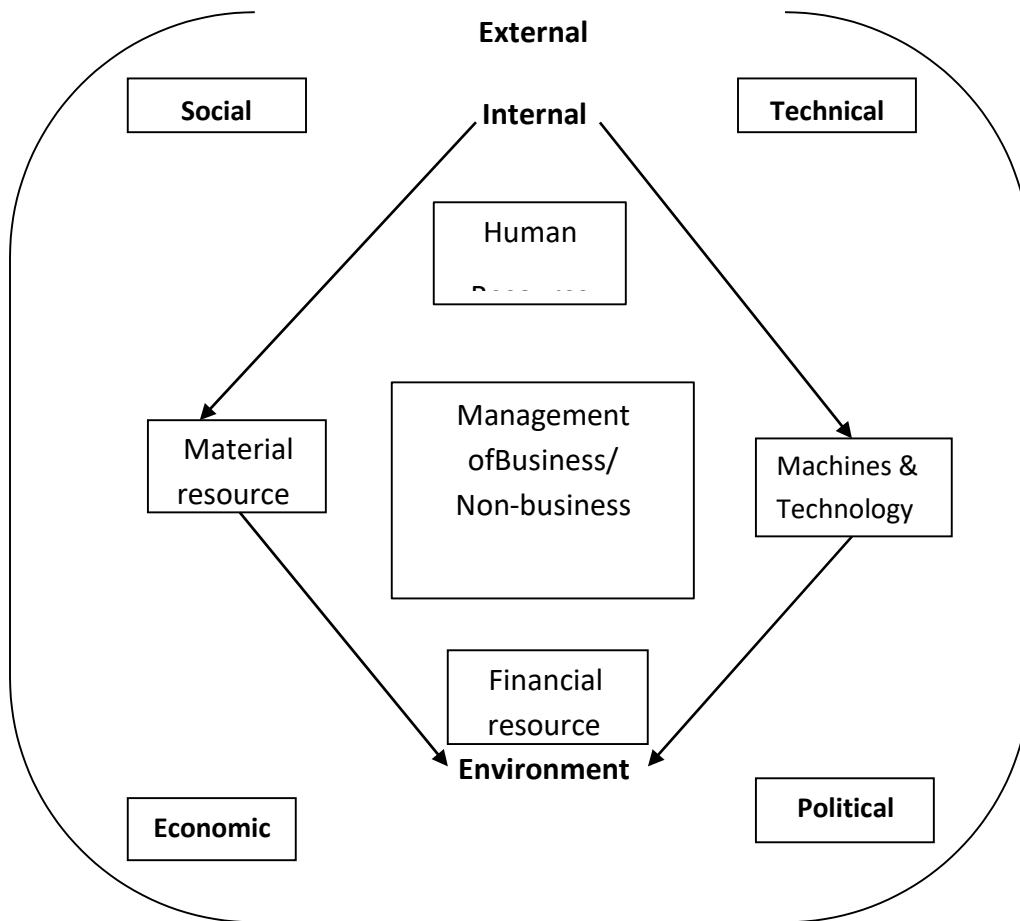 External
Social
Internal
Technical
Human
Management
ofBusiness/
Non-business
Material
resource
Machines &
Technology
Financial
resource
Environment
Economic
Political